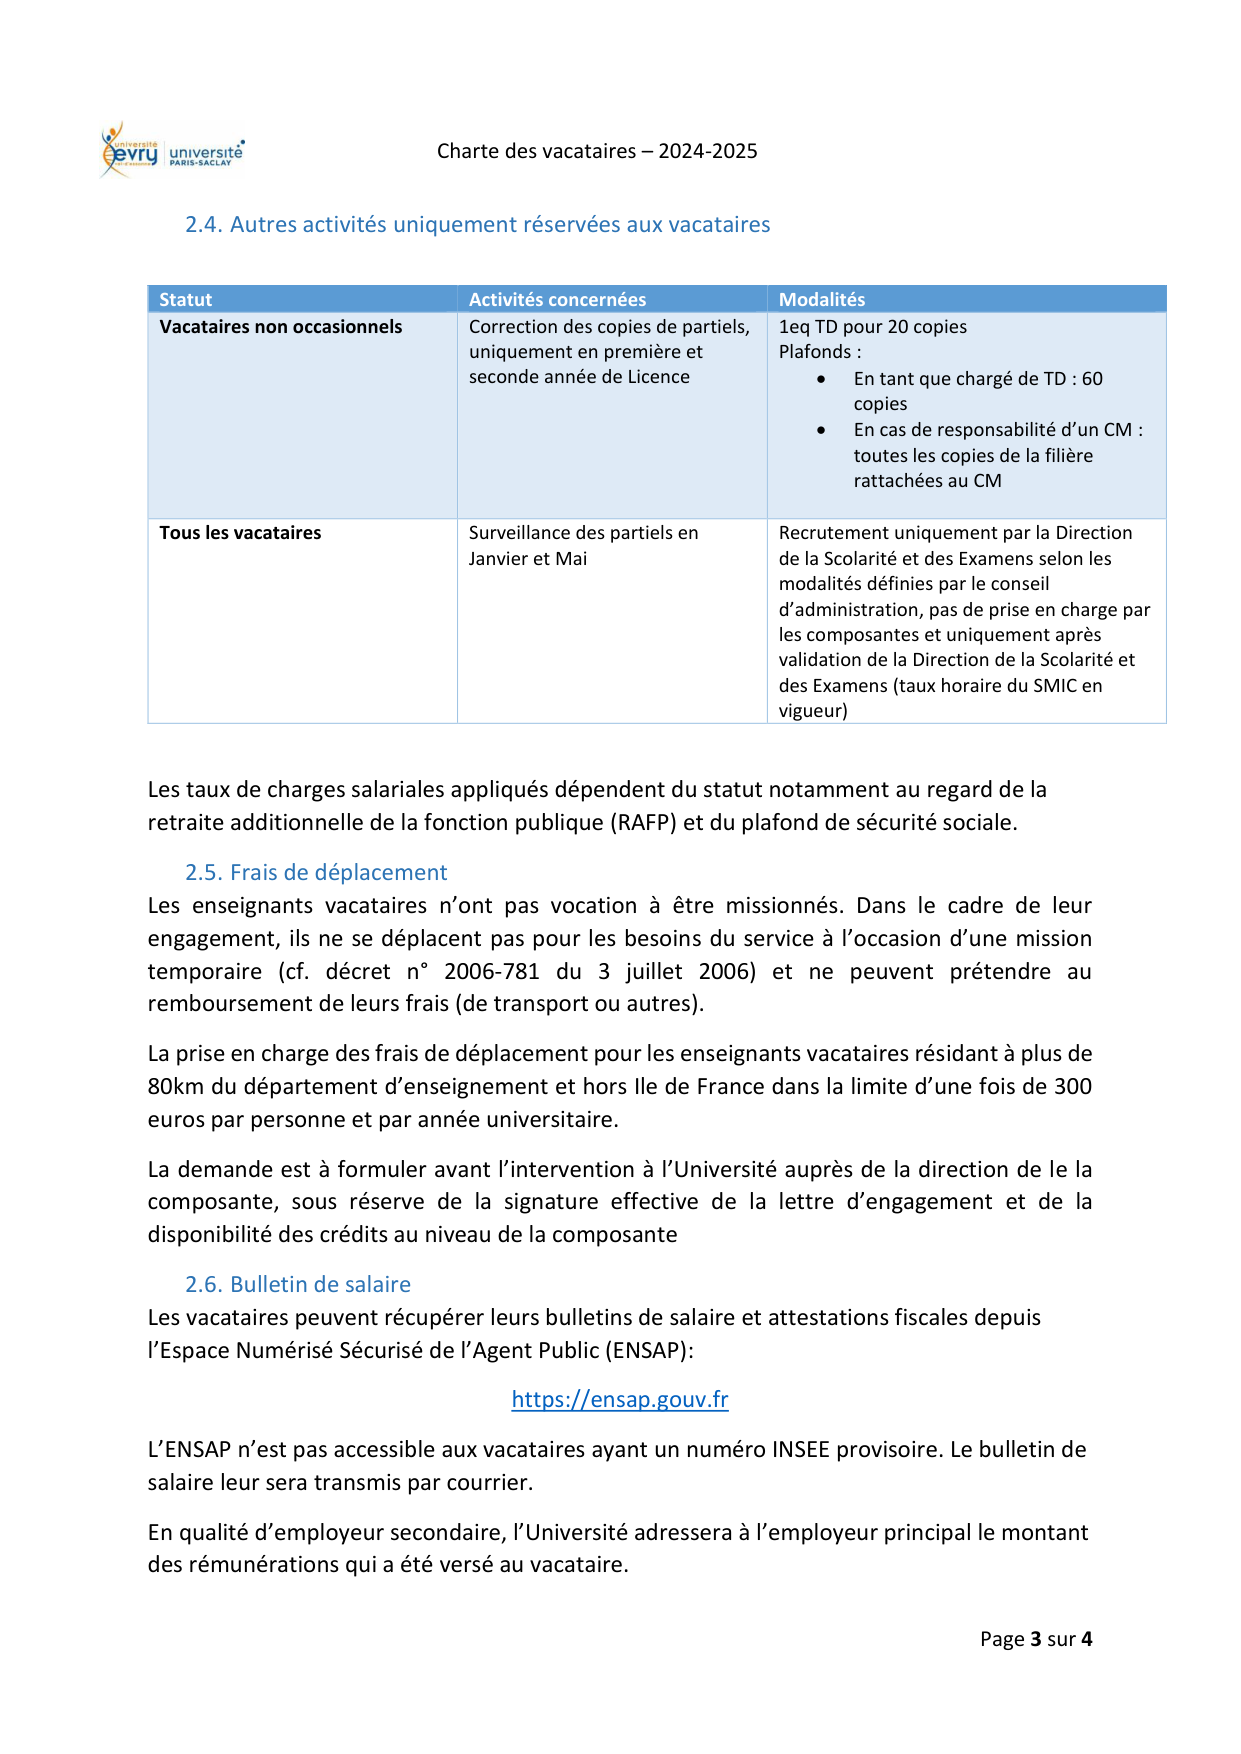 université
evry
val d'essonne
université
PARIS-SACLAY
Charte des vacataires – 2024-2025
2.4. Autres activités uniquement réservées aux vacataires
Statut
Activités concernées
Modalités
Vacataires non occasionnels
Correction des copies de partiels,
uniquement en première et
seconde année de Licence
1eq TD pour 20 copies
Plafonds :
• En tant que chargé de TD : 60
copies
• En cas de responsabilité d’un CM :
toutes les copies de la filière
rattachées au CM
Tous les vacataires
Surveillance des partiels en
Janvier et Mai
Recrutement uniquement par la Direction
de la Scolarité et des Examens selon les
modalités définies par le conseil
d’administration, pas de prise en charge par
les composantes et uniquement après
validation de la Direction de la Scolarité et
des Examens (taux horaire du SMIC en
vigueur)
Les taux de charges salariales appliqués dépendent du statut notamment au regard de la
retraite additionnelle de la fonction publique (RAFP) et du plafond de sécurité sociale.
2.5. Frais de déplacement
Les enseignants vacataires n’ont pas vocation à être missionnés. Dans le cadre de leur
engagement, ils ne se déplacent pas pour les besoins du service à l’occasion d’une mission
temporaire (cf. décret n° 2006-781 du 3 juillet 2006) et ne peuvent prétendre au
remboursement de leurs frais (de transport ou autres).
La prise en charge des frais de déplacement pour les enseignants vacataires résidant à plus de
80km du département d’enseignement et hors Ile de France dans la limite d’une fois de 300
euros par personne et par année universitaire.
La demande est à formuler avant l’intervention à l’Université auprès de la direction de le la
composante, sous réserve de la signature effective de la lettre d’engagement et de la
disponibilité des crédits au niveau de la composante
2.6. Bulletin de salaire
Les vacataires peuvent récupérer leurs bulletins de salaire et attestations fiscales depuis
l’Espace Numérisé Sécurisé de l’Agent Public (ENSAP):
https://ensap.gouv.fr
L’ENSAP n’est pas accessible aux vacataires ayant un numéro INSEE provisoire. Le bulletin de
salaire leur sera transmis par courrier.
En qualité d’employeur secondaire, l’Université adressera à l’employeur principal le montant
des rémunérations qui a été versé au vacataire.
Page 3 sur 4